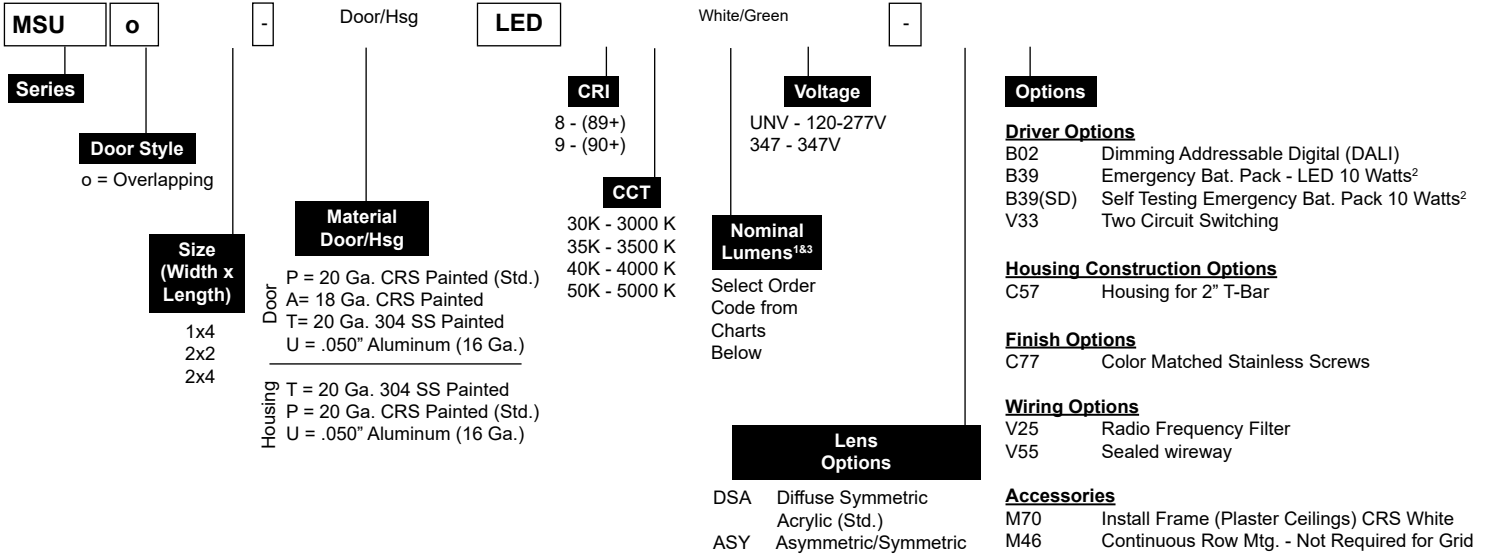 MSU o - Door/Hsg LED White/Green -
Series
Door Style
o = Overlapping
Size
(Width x
Length)
1x4
2x2
2x4
Material
Door/Hsg
Door
P = 20 Ga. CRS Painted (Std.)
A= 18 Ga. CRS Painted
T= 20 Ga. 304 SS Painted
U = .050” Aluminum (16 Ga.)
Housing
T = 20 Ga. 304 SS Painted
P = 20 Ga. CRS Painted (Std.)
U = .050” Aluminum (16 Ga.)
CRI
8 - (89+)
9 - (90+)
CCT
30K - 3000 K
35K - 3500 K
40K - 4000 K
50K - 5000 K
Nominal
Lumens¹&³
Select Order
Code from
Charts
Below
Voltage
UNV - 120-277V
347 - 347V
Lens
Options
DSA Diffuse Symmetric
Acrylic (Std.)
ASY Asymmetric/Symmetric
Options
Driver Options
B02 Dimming Addressable Digital (DALI)
B39 Emergency Bat. Pack - LED 10 Watts²
B39(SD) Self Testing Emergency Bat. Pack 10 Watts²
V33 Two Circuit Switching
Housing Construction Options
C57 Housing for 2” T-Bar
Finish Options
C77 Color Matched Stainless Screws
Wiring Options
V25 Radio Frequency Filter
V55 Sealed wireway
Accessories
M70 Install Frame (Plaster Ceilings) CRS White
M46 Continuous Row Mtg. - Not Required for Grid